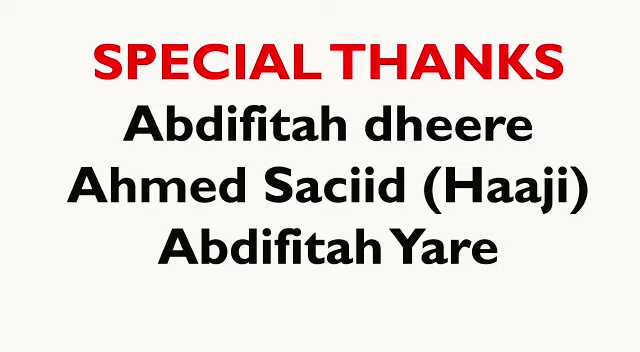 SPECIAL THANKS
Abdifitah dheere
Ahmed Saciid (Haaji)
Abdifitah Yare